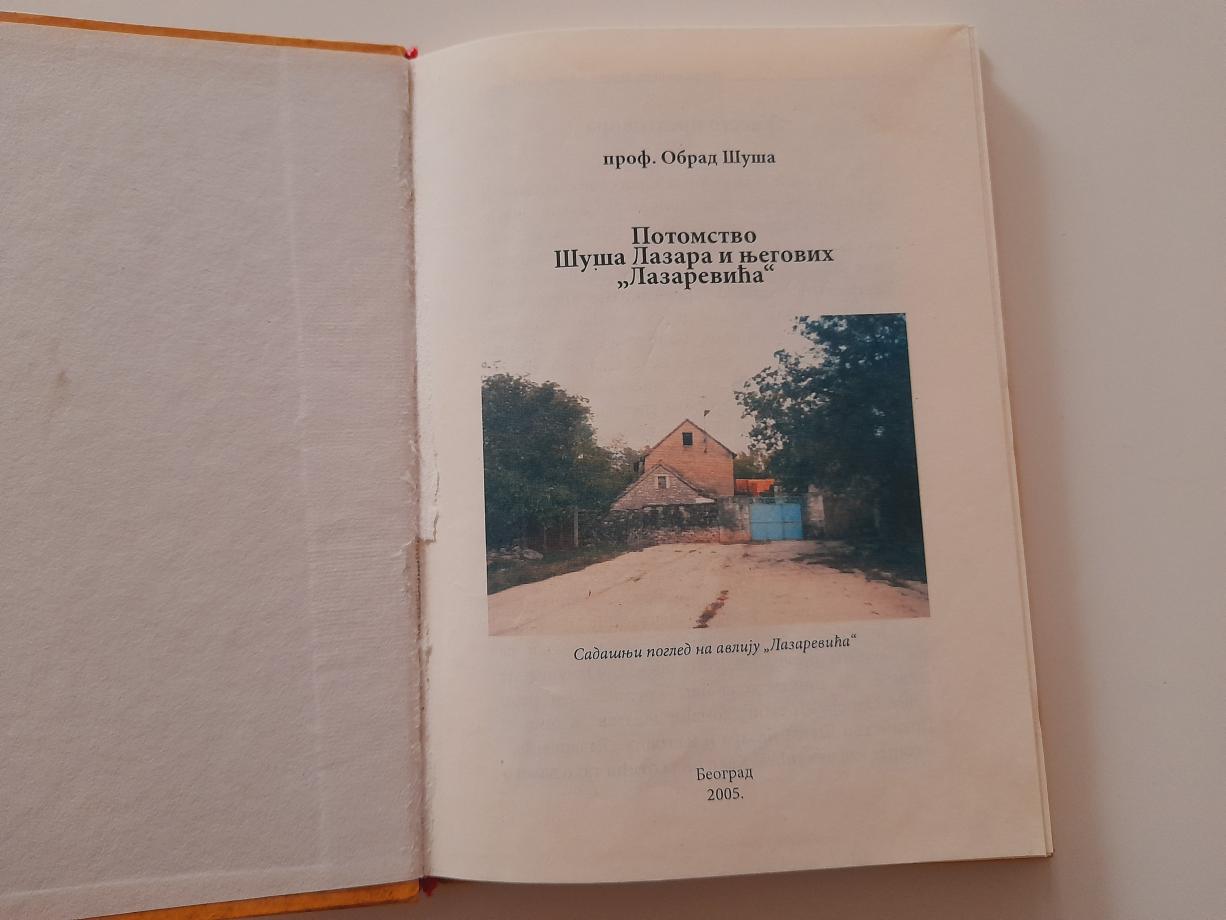 проф. Обрад Шуша
Потомство
Шуша Лазара и његових
„Лазаревића“
Садашњи поглед на авлију „Лазаревића“
Београд
2005.